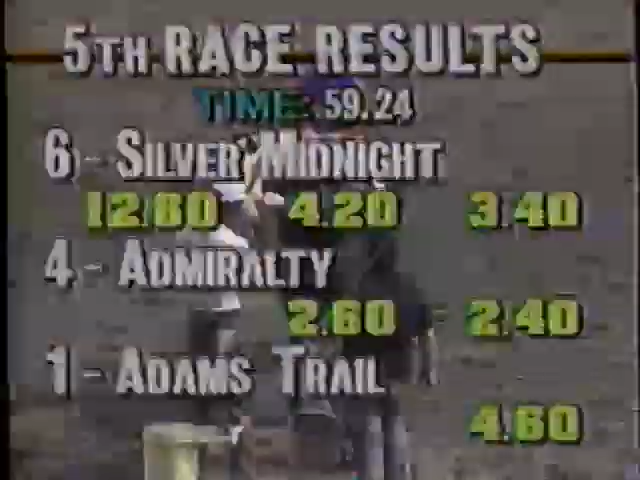 5TH RACE RESULTS
TIME: 59.24
6 - SILVER MIDNIGHT
12.60 4.20 3.40
4 - ADMIRALTY
2.60 2.40
1 - ADAMS TRAIL
4.60